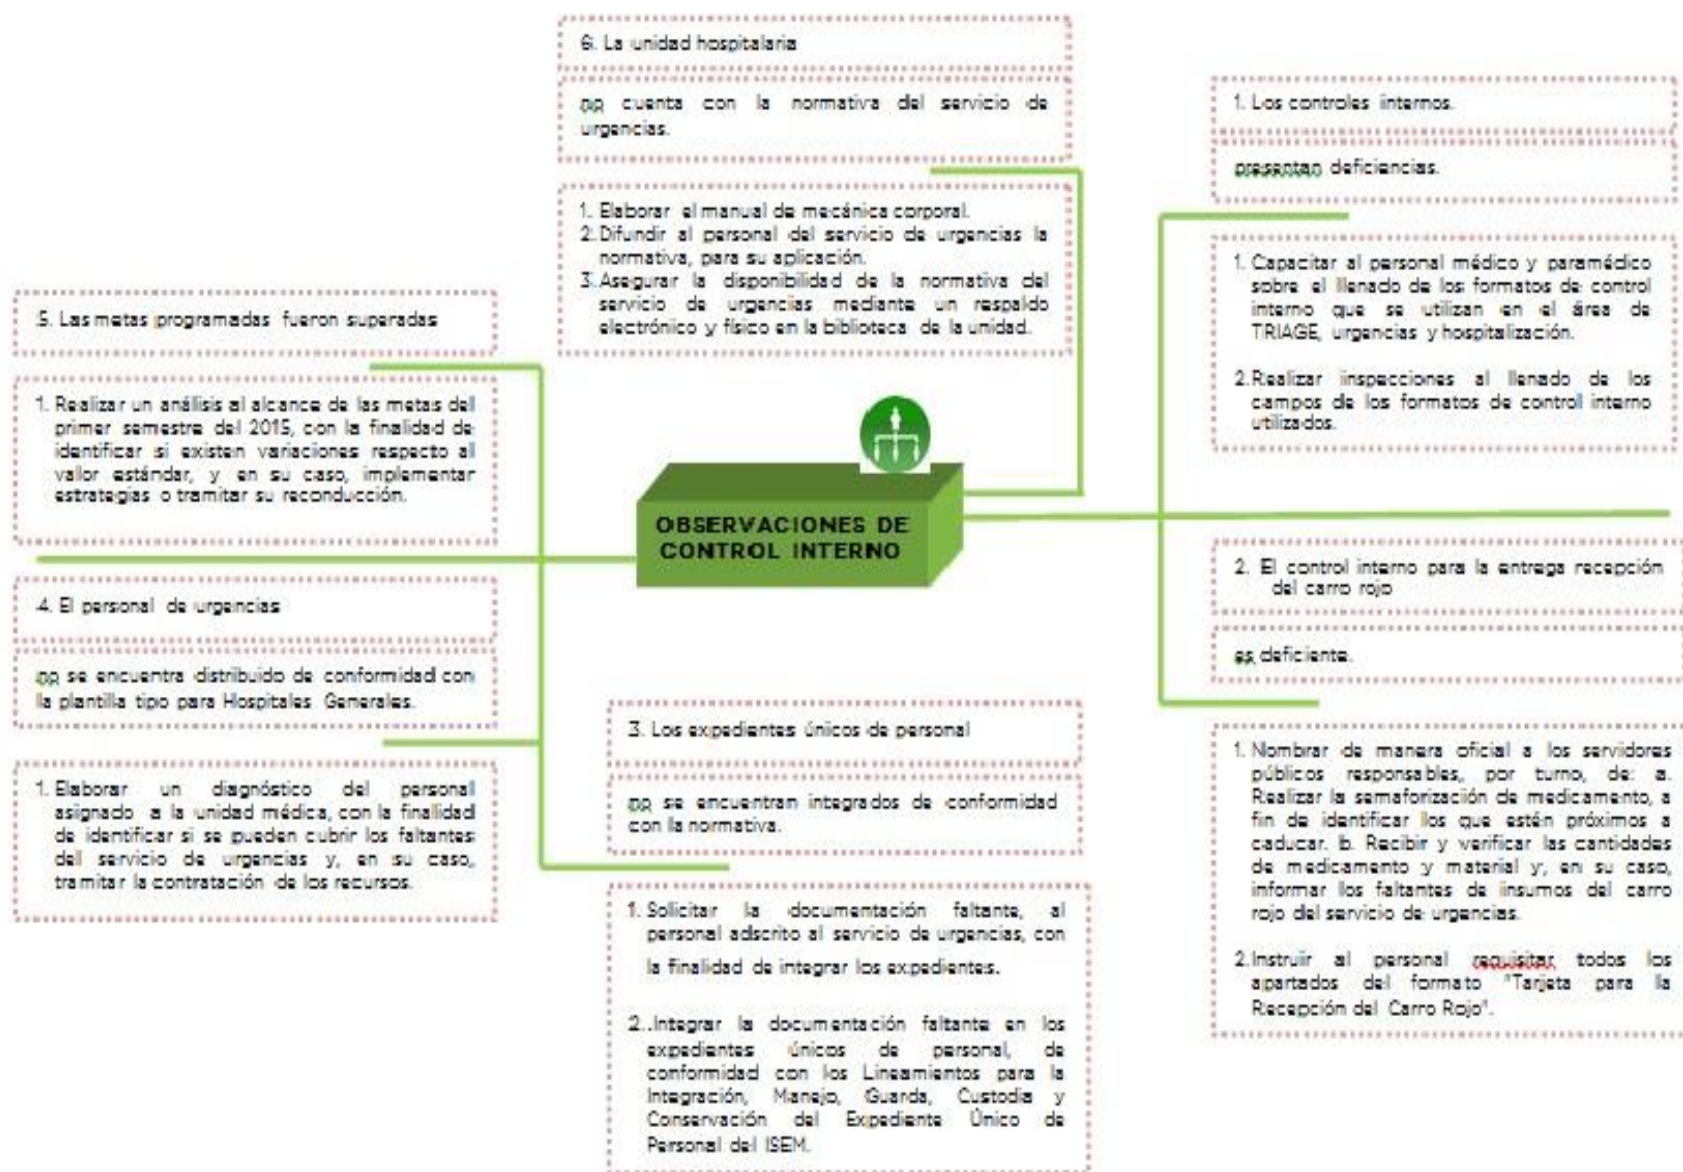 6. La unidad hospitalaria
no cuenta con la normativa del servicio de
urgencias.
1. Elaborar el manual de mecánica corporal.
2. Difundir al personal del servicio de urgencias la
normativa, para su aplicación.
3. Asegurar la disponibilidad de la normativa del
servicio de urgencias mediante un respaldo
electrónico y físico en la biblioteca de la unidad.
1. Los controles internos.
presentan deficiencias.
1. Capacitar al personal médico y paramédico
sobre el llenado de los formatos de control
interno que se utilizan en el área de
TRIAGE, urgencias y hospitalización.
2. Realizar inspecciones al llenado de los
campos de los formatos de control interno
utilizados.
5. Las metas programadas fueron superadas
1. Realizar un análisis al alcance de las metas del
primer semestre del 2015, con la finalidad de
identificar si existen variaciones respecto al
valor estándar, y en su caso, implementar
estrategias o tramitar su reconducción.
OBSERVACIONES DE
CONTROL INTERNO
2. El control interno para la entrega recepción
del carro rojo
es deficiente.
1. Nombrar de manera oficial a los servidores
públicos responsables, por turno, de: a.
Realizar la semaforización de medicamento, a
fin de identificar los que estén próximos a
caducar. b. Recibir y verificar las cantidades
de medicamento y material y, en su caso,
informar los faltantes de insumos del carro
rojo del servicio de urgencias.
2. Instruir al personal requisitar todos los
apartados del formato "Tarjeta para la
Recepción del Carro Rojo".
4. El personal de urgencias
no se encuentra distribuido de conformidad con
la plantilla tipo para Hospitales Generales.
1. Elaborar un diagnóstico del personal
asignado a la unidad médica, con la finalidad
de identificar si se pueden cubrir los faltantes
del servicio de urgencias y, en su caso,
tramitar la contratación de los recursos.
3. Los expedientes únicos de personal
no se encuentran integrados de conformidad
con la normativa.
1. Solicitar la documentación faltante, al
personal adscrito al servicio de urgencias, con
la finalidad de integrar los expedientes.
2. .Integrar la documentación faltante en los
expedientes únicos de personal, de
conformidad con los Lineamientos para la
Integración, Manejo, Guarda, Custodia y
Conservación del Expediente Único de
Personal del ISEM.